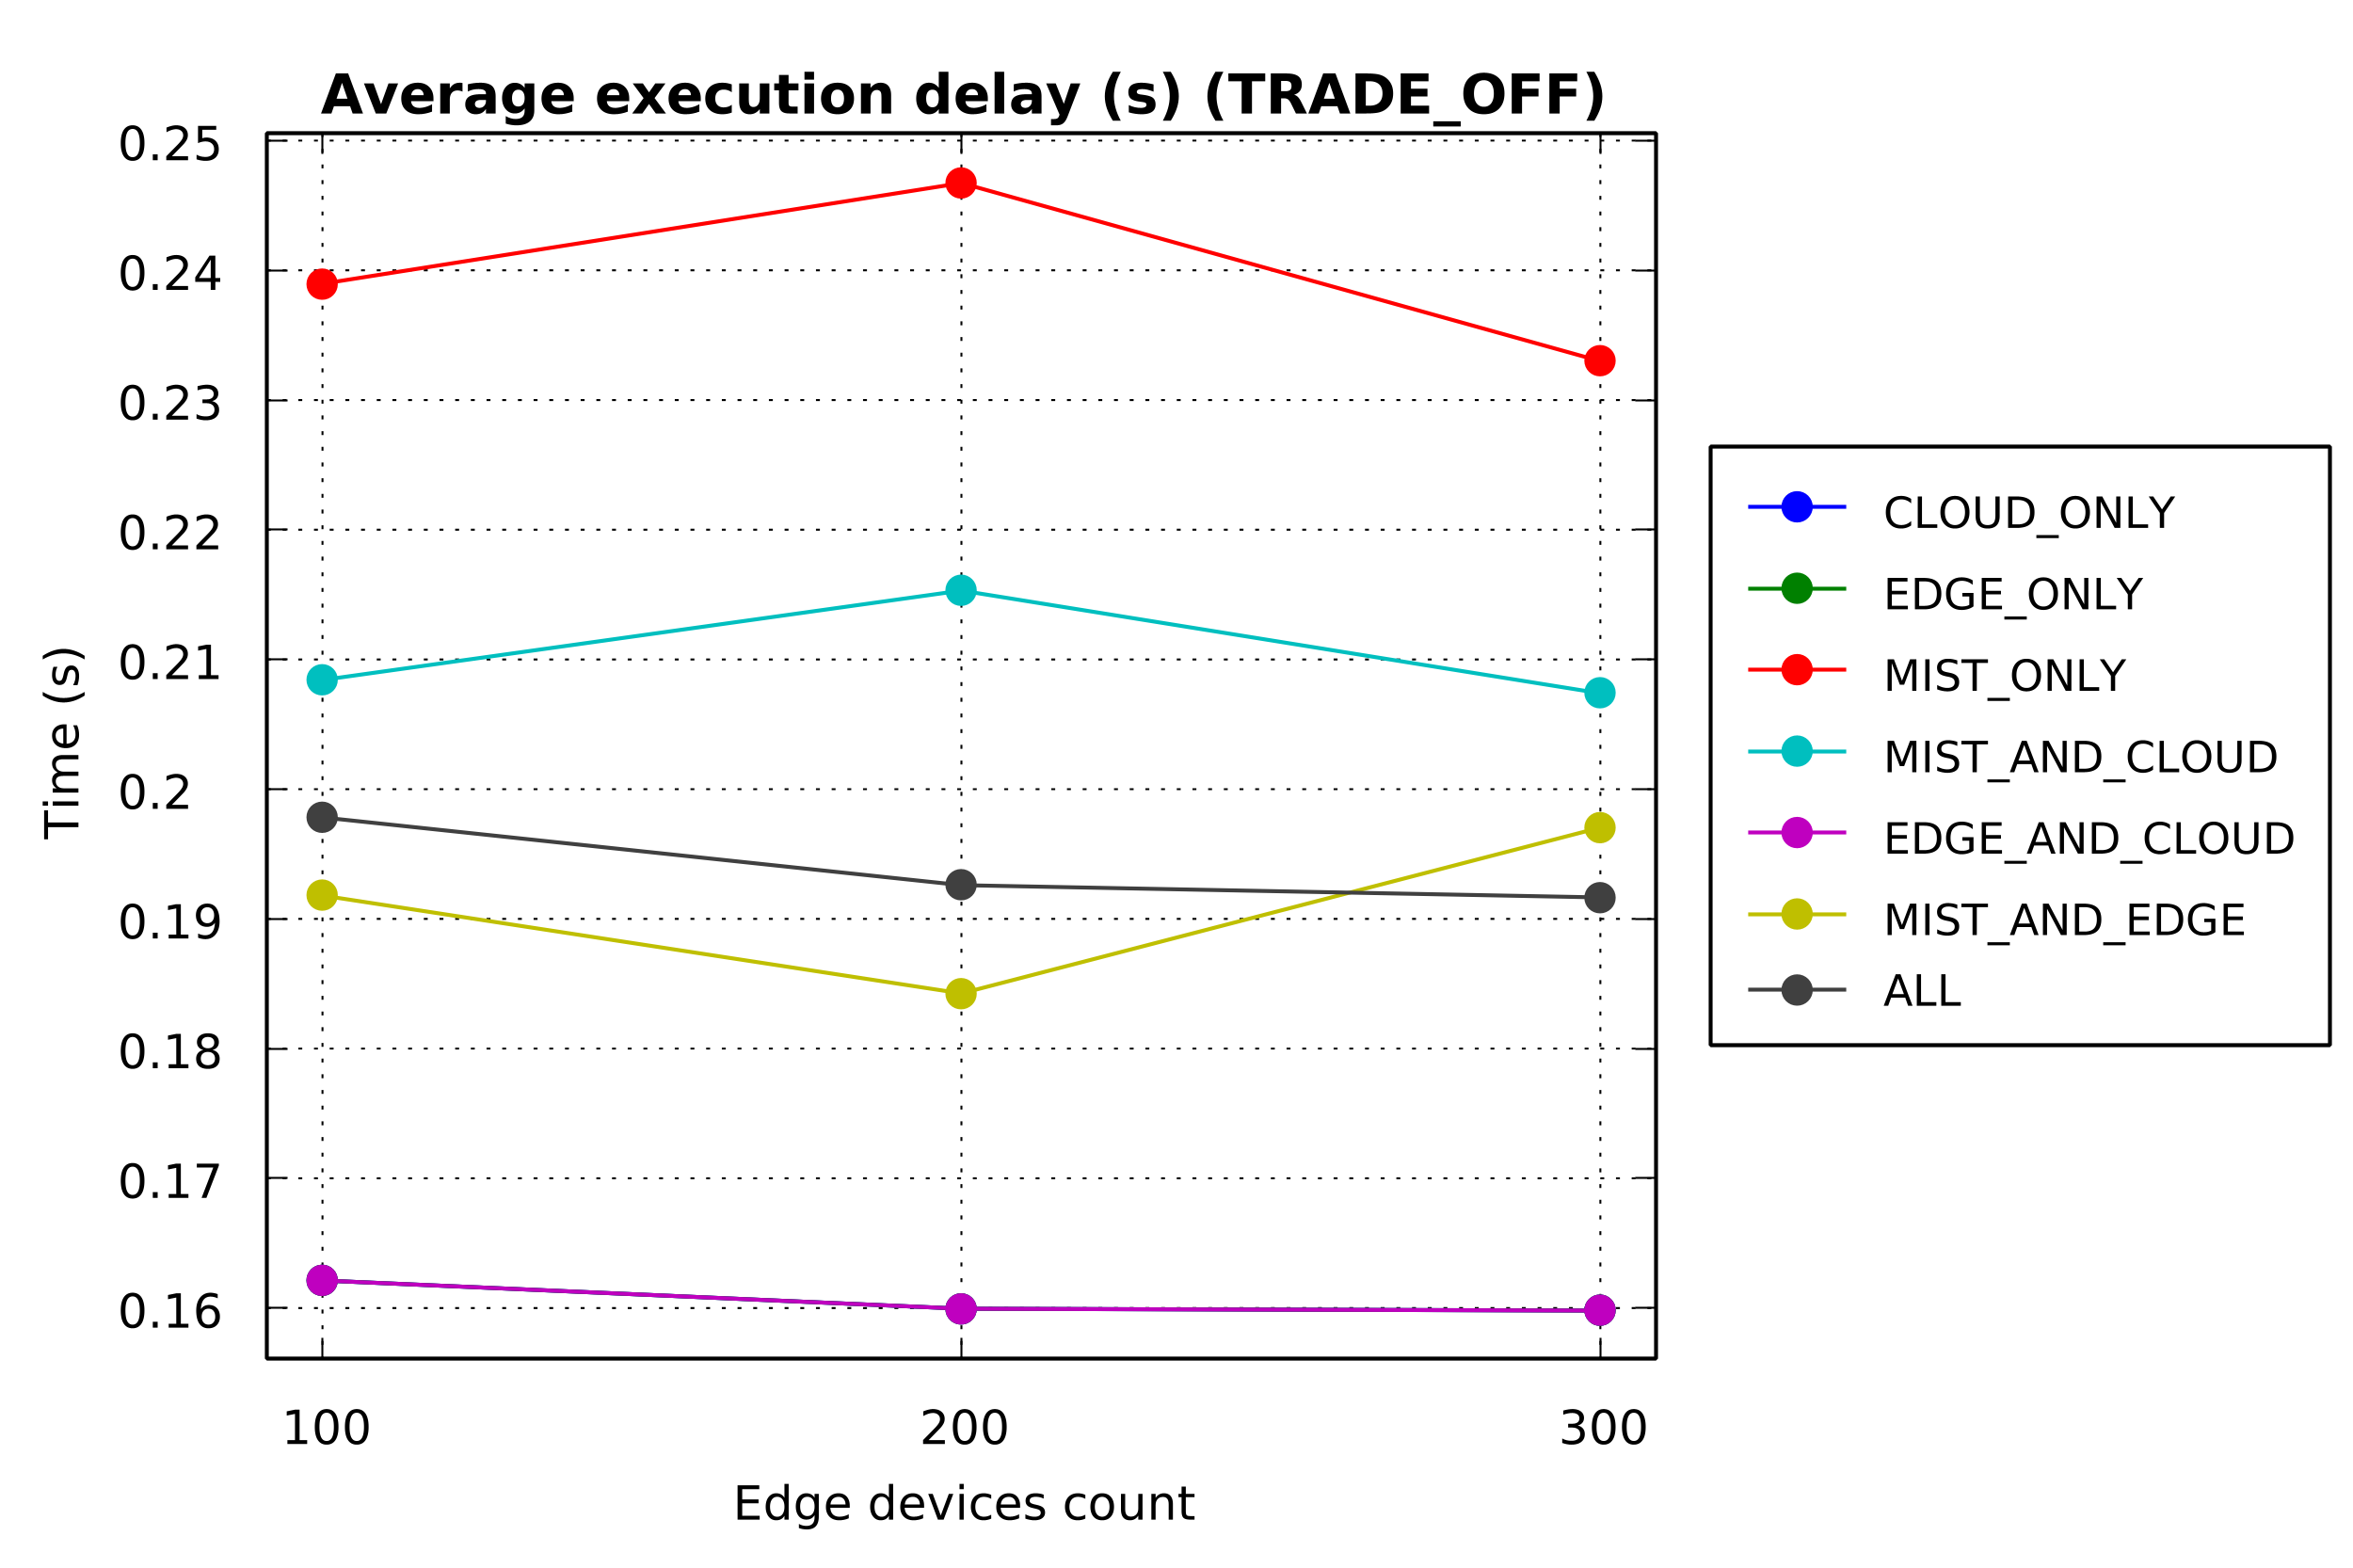 Average execution delay (s) (TRADE_OFF)
0.25
0.24
0.23
0.22
0.21
0.2
0.19
0.18
0.17
0.16
Time (s)
100 200 300
Edge devices count
CLOUD_ONLY
EDGE_ONLY
MIST_ONLY
MIST_AND_CLOUD
EDGE_AND_CLOUD
MIST_AND_EDGE
ALL